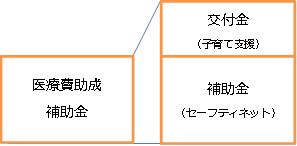 医療費助成
補助金
交付金
（子育て支援）
補助金
（セーフティネット）